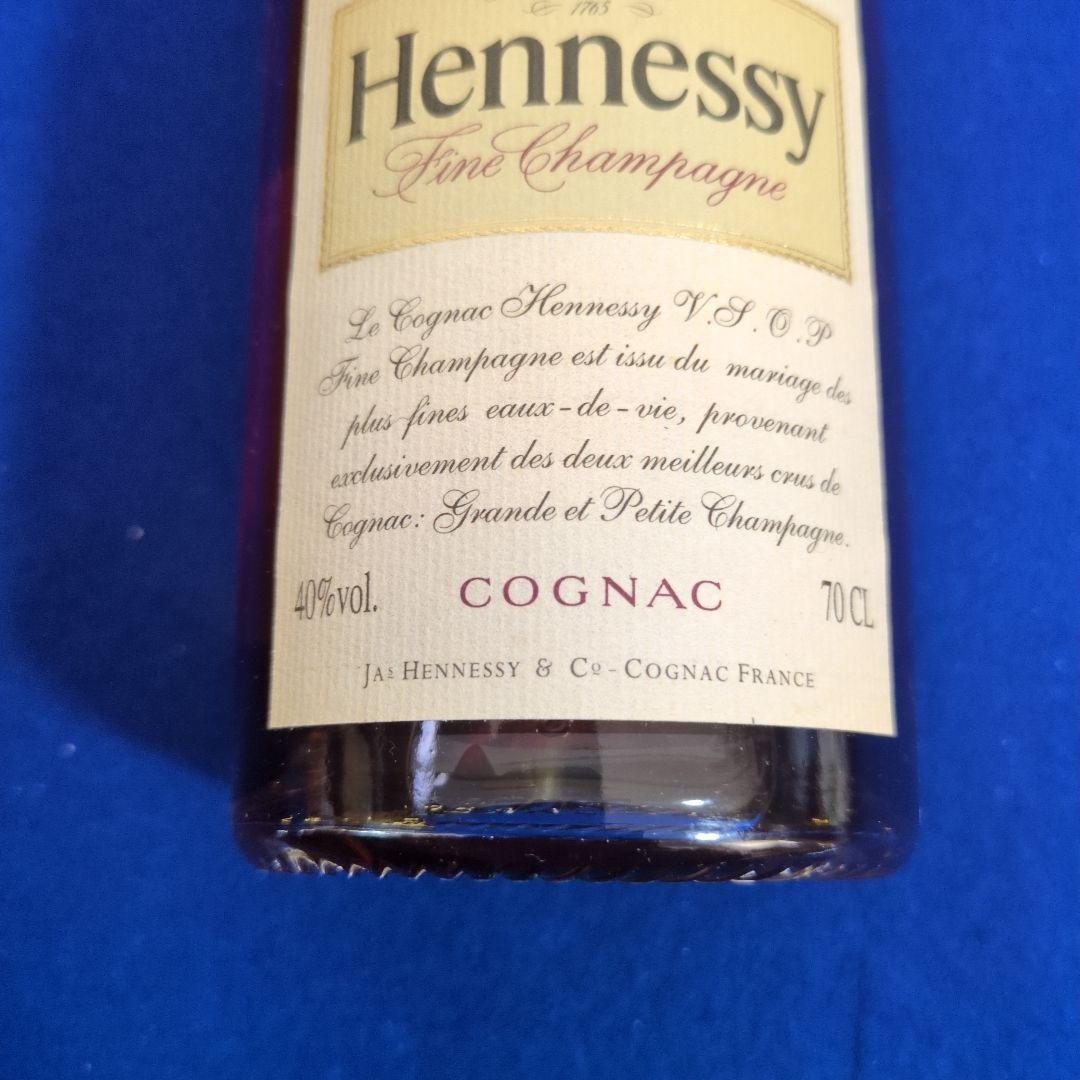 1765
Hennessy
Fine Champagne
Le Cognac Hennessy V.S.O.P
Fine Champagne est issu du mariage des
plus fines eaux-de-vie, provenant
exclusivement des deux meilleurs crus de
Cognac: Grande et Petite Champagne.
40%vol. COGNAC 70 CL
JAS HENNESSY & Cº - COGNAC FRANCE